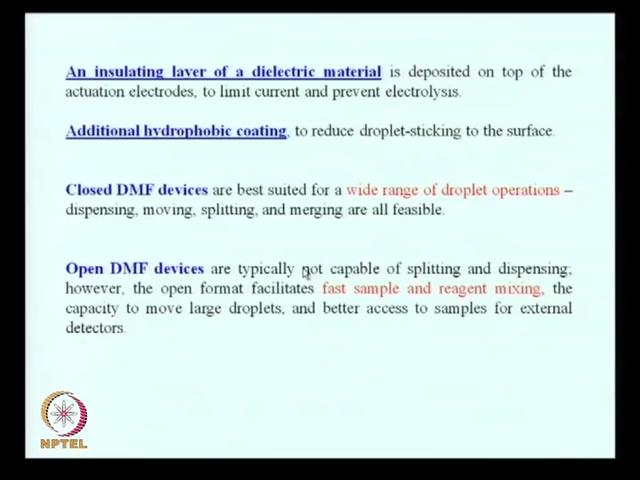 An insulating layer of a dielectric material is deposited on top of the
actuation electrodes, to limit current and prevent electrolysis.
Additional hydrophobic coating, to reduce droplet-sticking to the surface.
Closed DMF devices are best suited for a wide range of droplet operations –
dispensing, moving, splitting, and merging are all feasible.
Open DMF devices are typically not capable of splitting and dispensing;
however, the open format facilitates fast sample and reagent mixing, the
capacity to move large droplets, and better access to samples for external
detectors.
NPTEL